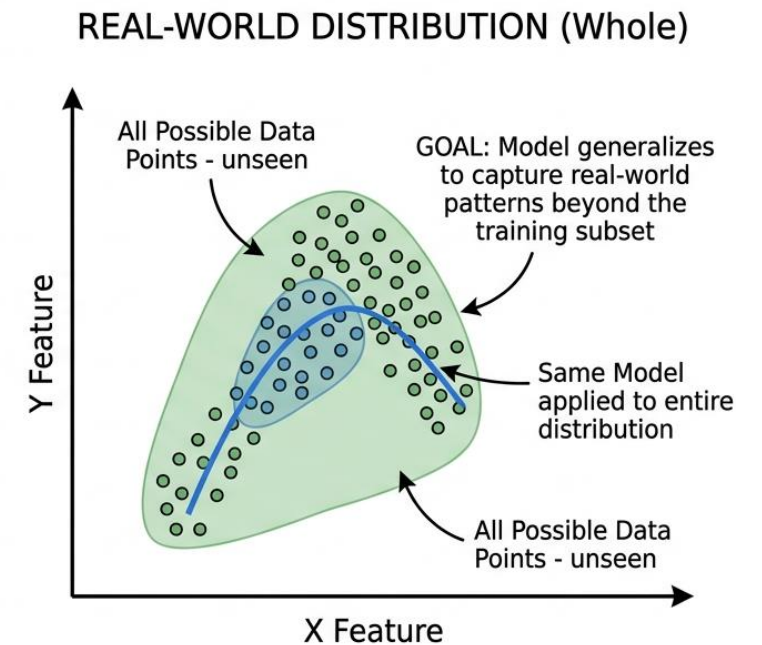 REAL-WORLD DISTRIBUTION (Whole)
All Possible Data
Points - unseen
GOAL: Model generalizes
to capture real-world
patterns beyond the
training subset
Y Feature
Same Model
applied to entire
distribution
All Possible Data
Points - unseen
X Feature